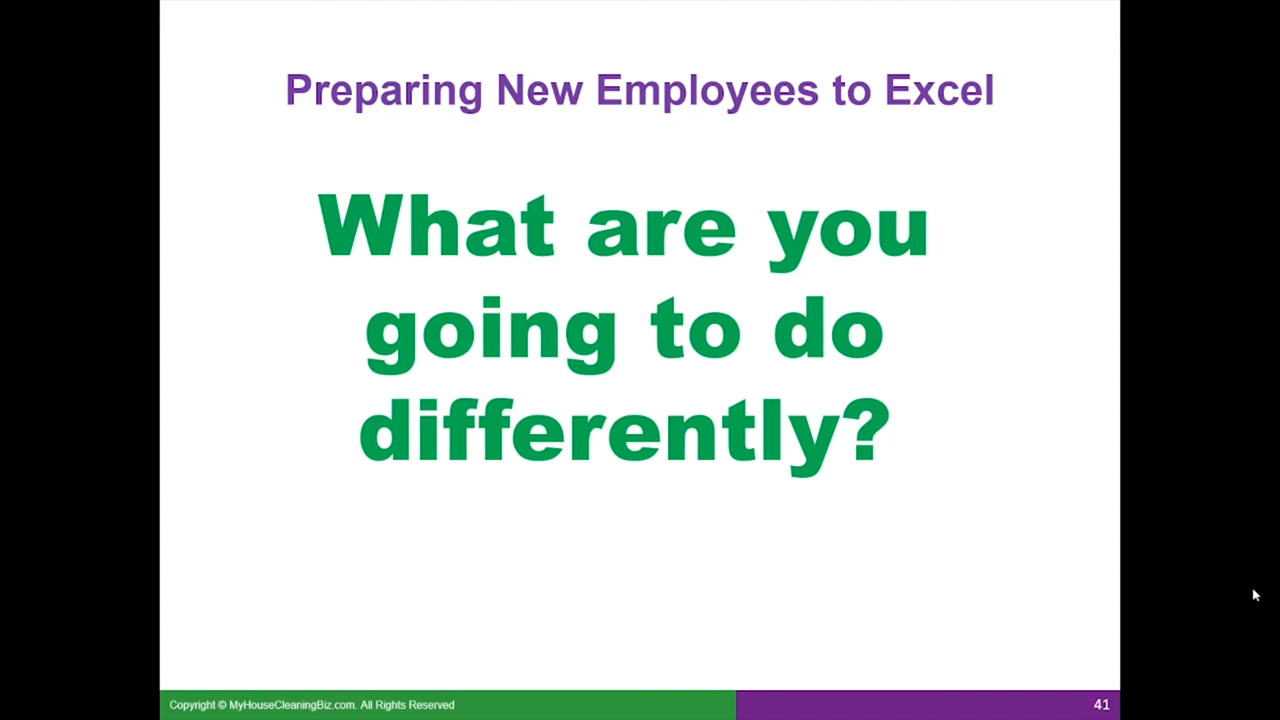 Preparing New Employees to Excel
What are you
going to do
differently?
Copyright © MyHouseCleaningBiz.com. All Rights Reserved
41